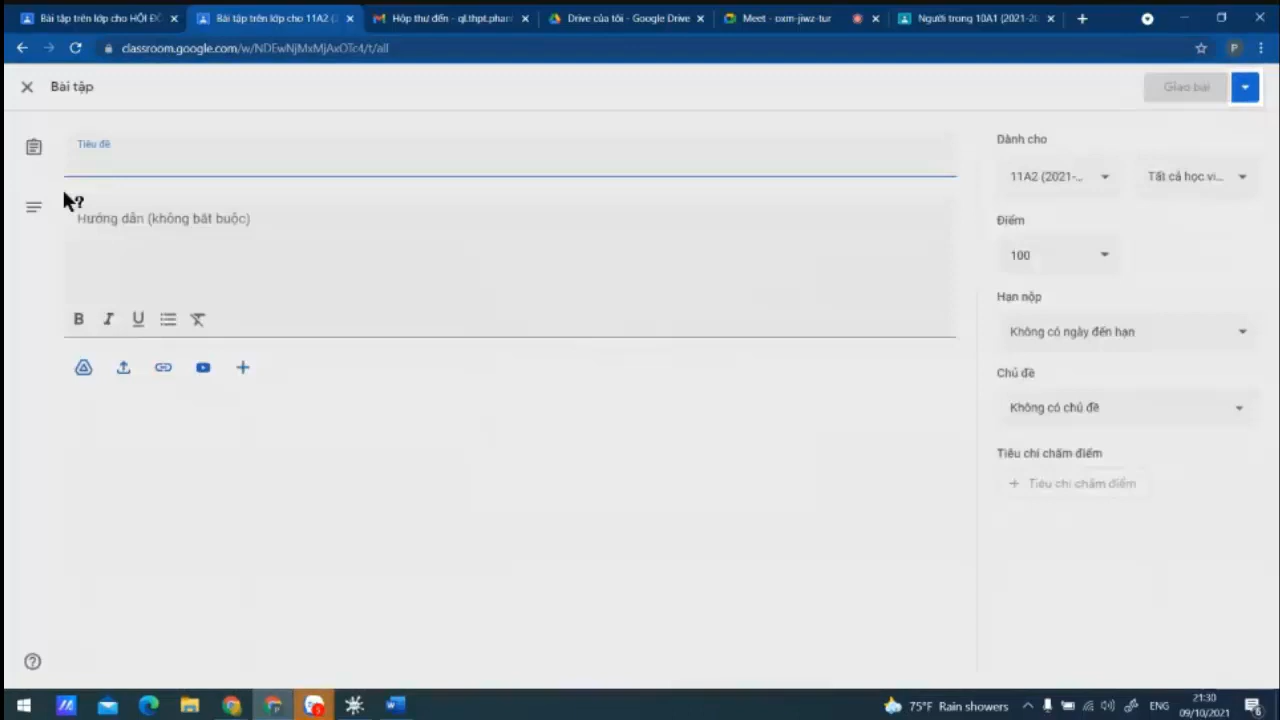 Bài tập trên lớp cho HỘI ĐỒ
Bài tập trên lớp cho 11A2 (2
Hộp thư đến - ql.thpt.phan
Drive của tôi - Google Drive
Meet - oxm-jiwz-tur
Người trong 10A1 (2021-20
classroom.google.com/w/NDEwNjMxMjAxOTc4/t/all
P
Bài tập
Giao bài
Tiêu đề
Hướng dẫn (không bắt buộc)
B I U
Dành cho
11A2 (2021-...
Tất cả học vi...
Điểm
100
Hạn nộp
Không có ngày đến hạn
Chủ đề
Không có chủ đề
Tiêu chí chấm điểm
+ Tiêu chí chấm điểm
75°F Rain showers
ENG
21:30
09/10/2021